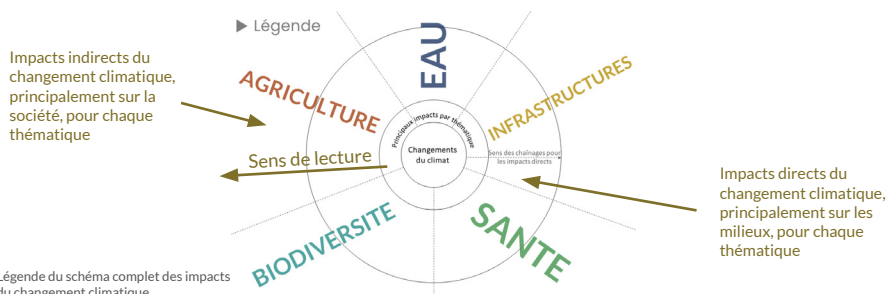 ▶ Légende
Impacts indirects du
changement climatique,
principalement sur la
société, pour chaque
thématique
AGRICULTURE
EAU
INFRASTRUCTURES
Principaux impacts par thématique
Changements
du climat
Sens des chaînages pour
les impacts directs
Sens de lecture
Impacts directs du
changement climatique,
principalement sur les
milieux, pour chaque
thématique
BIODIVERSITE
SANTE
Légende du schéma complet des impacts
du changement climatique